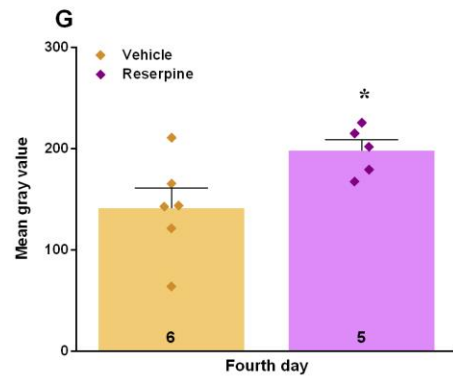 G
300
Vehicle
Reserpine
*
200
Mean gray value
100
6
5
0
Fourth day